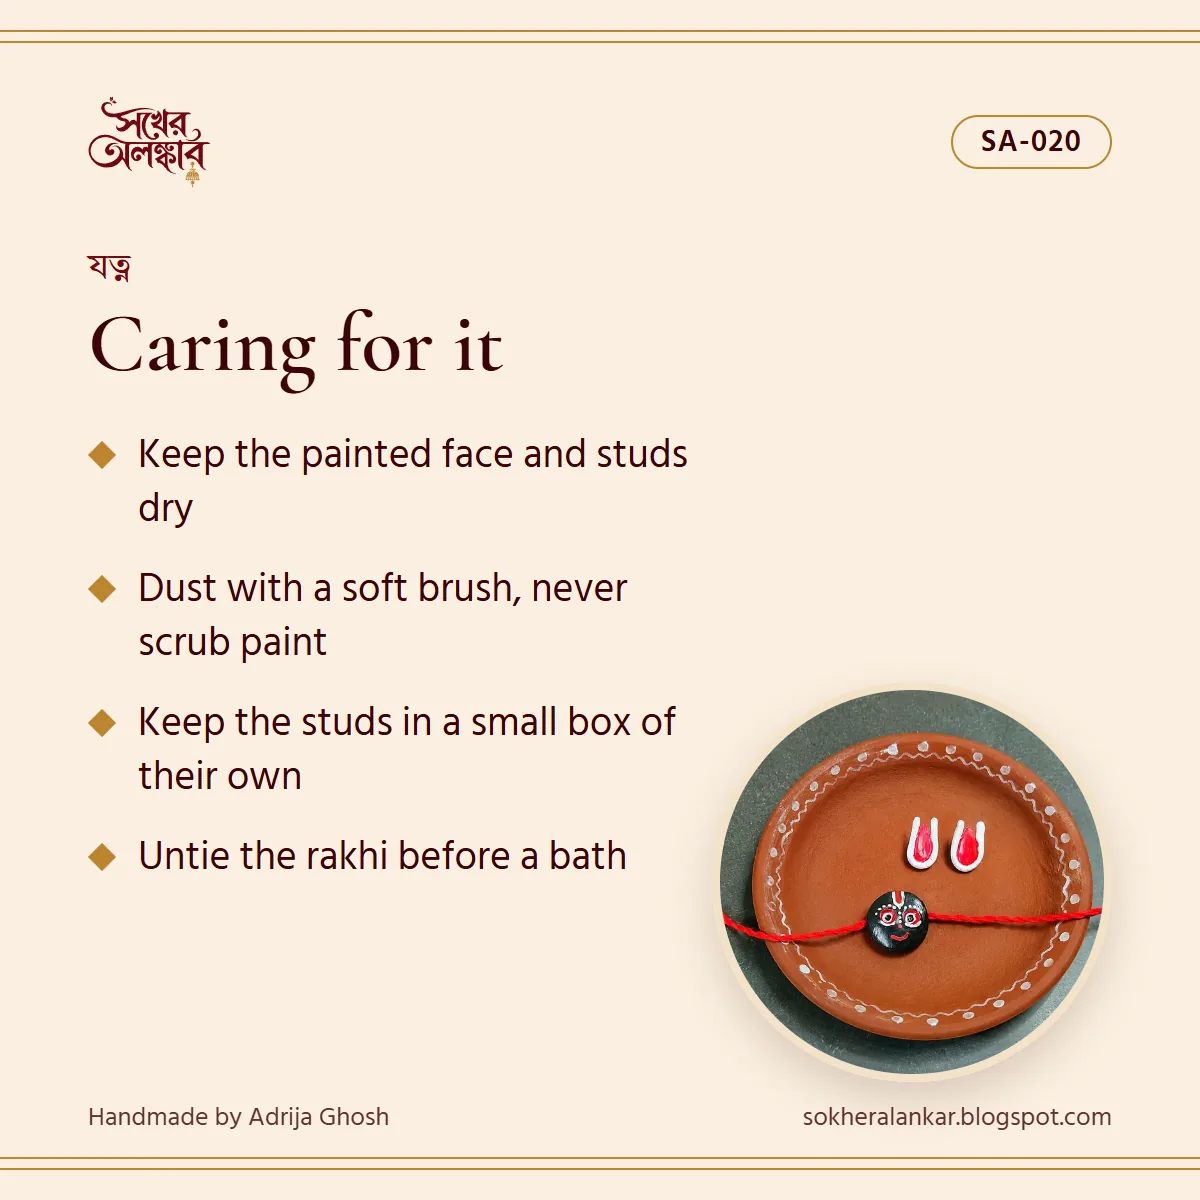 সখের
অলঙ্কার
SA-020
যত্ন
Caring for it
Keep the painted face and studs
dry
Dust with a soft brush, never
scrub paint
Keep the studs in a small box of
their own
Untie the rakhi before a bath
Handmade by Adrija Ghosh
sokheralankar.blogspot.com